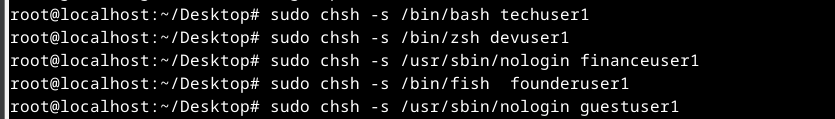 root@localhost:~/Desktop# sudo chsh -s /bin/bash techuser1
root@localhost:~/Desktop# sudo chsh -s /bin/zsh devuser1
root@localhost:~/Desktop# sudo chsh -s /usr/sbin/nologin financeuser1
root@localhost:~/Desktop# sudo chsh -s /bin/fish  founderuser1
root@localhost:~/Desktop# sudo chsh -s /usr/sbin/nologin guestuser1